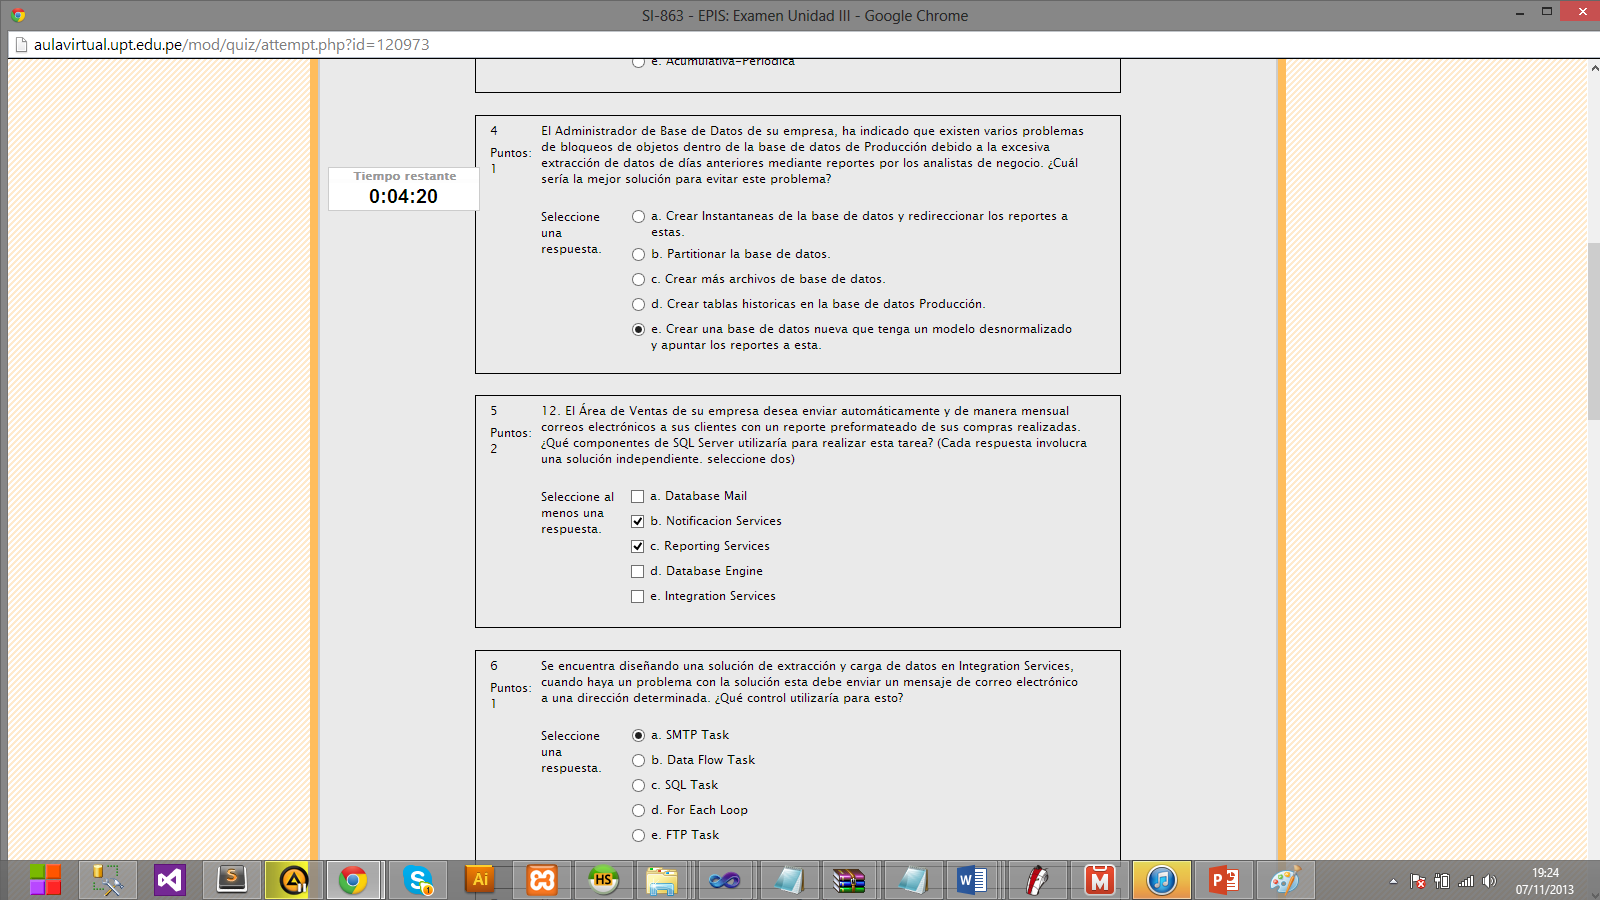 SI-863 - EPIS: Examen Unidad III - Google Chrome
aulavirtual.upt.edu.pe/mod/quiz/attempt.php?id=120973
e. Acumulativa-Periodica
4
Puntos:
1
El Administrador de Base de Datos de su empresa, ha indicado que existen varios problemas
de bloqueos de objetos dentro de la base de datos de Producción debido a la excesiva
extracción de datos de días anteriores mediante reportes por los analistas de negocio. ¿Cuál
sería la mejor solución para evitar este problema?
Tiempo restante
0:04:20
Seleccione
una
respuesta.
a. Crear Instantaneas de la base de datos y redireccionar los reportes a
estas.
b. Partitionar la base de datos.
c. Crear más archivos de base de datos.
d. Crear tablas historicas en la base de datos Producción.
e. Crear una base de datos nueva que tenga un modelo desnormalizado
y apuntar los reportes a esta.
5
Puntos:
2
12. El Área de Ventas de su empresa desea enviar automáticamente y de manera mensual
correos electrónicos a sus clientes con un reporte preformateado de sus compras realizadas.
¿Qué componentes de SQL Server utilizaría para realizar esta tarea? (Cada respuesta involucra
una solución independiente. seleccione dos)
Seleccione al
menos una
respuesta.
a. Database Mail
b. Notificacion Services
c. Reporting Services
d. Database Engine
e. Integration Services
6
Puntos:
1
Se encuentra diseñando una solución de extracción y carga de datos en Integration Services,
cuando haya un problema con la solución esta debe enviar un mensaje de correo electrónico
a una dirección determinada. ¿Qué control utilizaría para esto?
Seleccione
una
respuesta.
a. SMTP Task
b. Data Flow Task
c. SQL Task
d. For Each Loop
e. FTP Task
19:24
07/11/2013